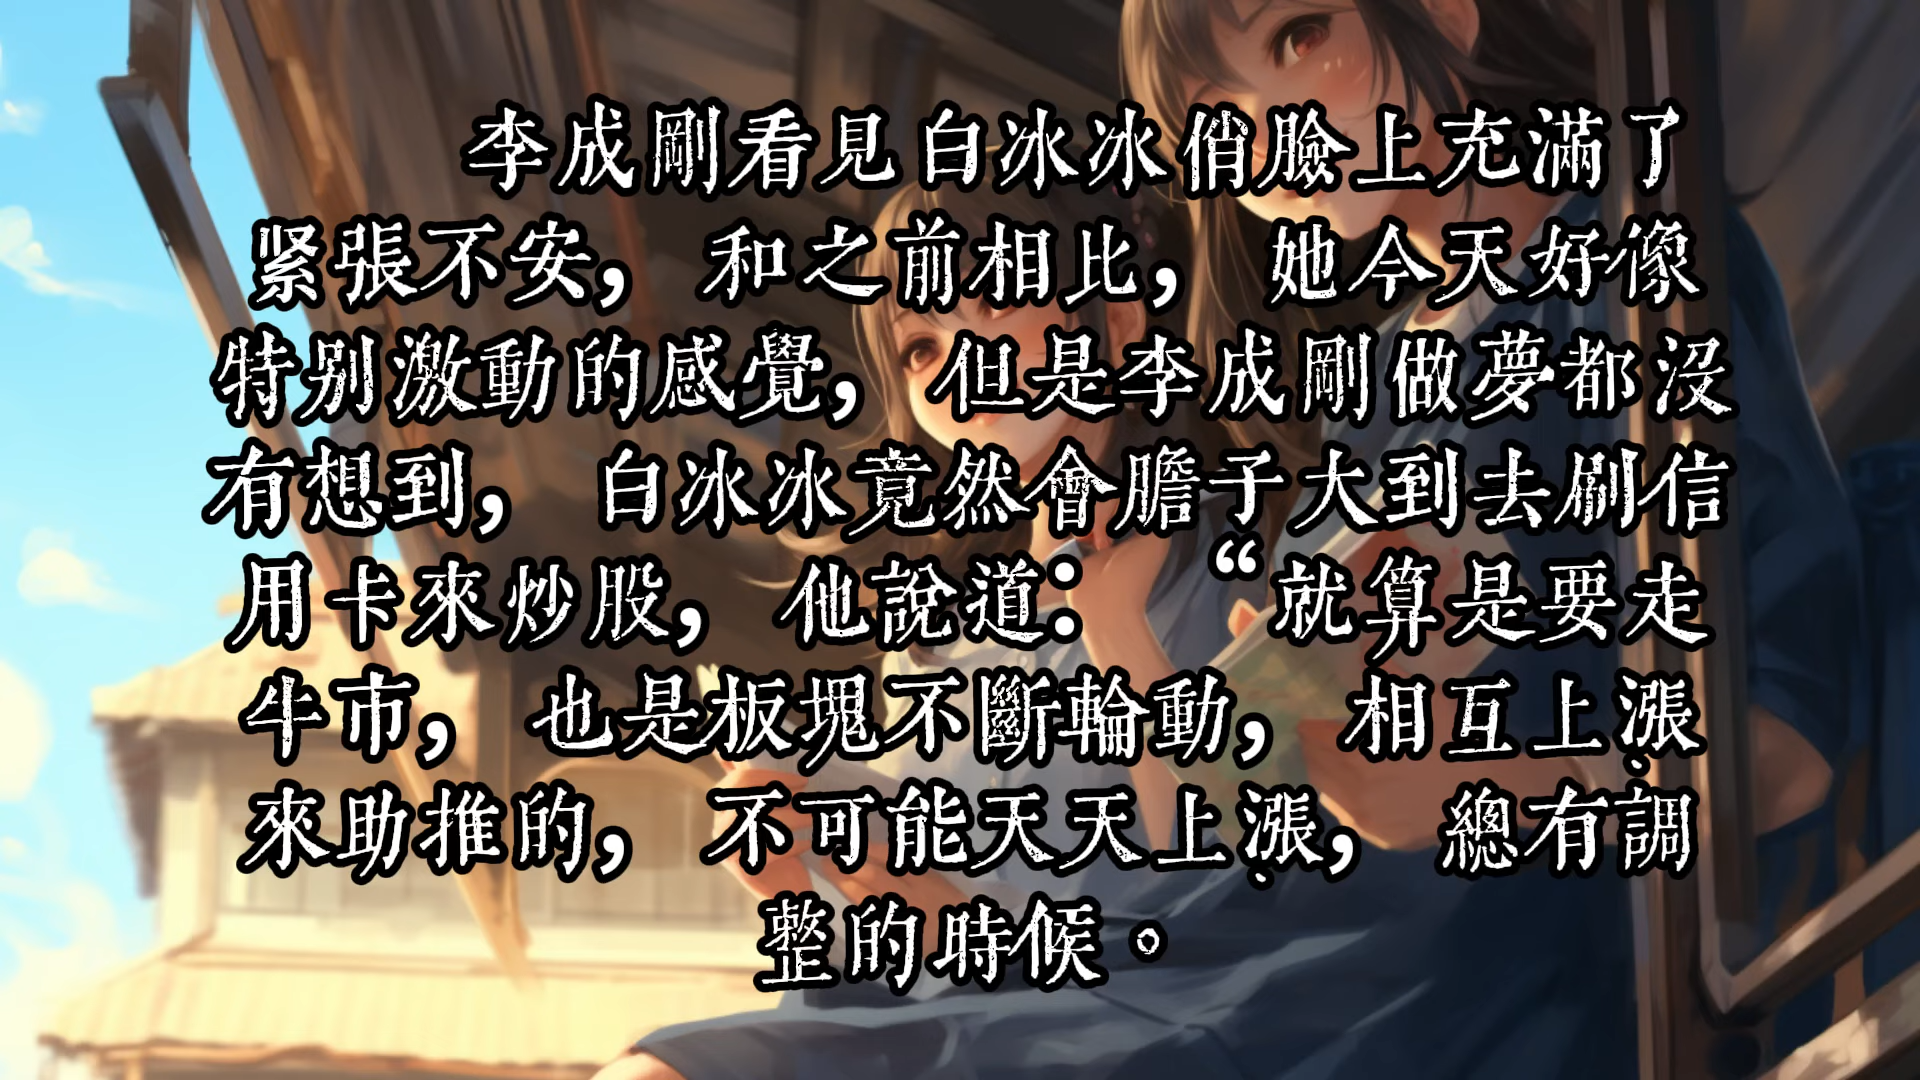 李成剛看見白冰冰俏臉上充滿了
緊張不安，和之前相比，她今天好像
特別激動的感覺，但是李成剛做夢都沒
有想到，白冰冰竟然會膽子大到去刷信
用卡來炒股，他說道：“就算是要走
牛市，也是板塊不斷輪動，相互上漲
來助推的，不可能天天上漲，總有調
整的時候。